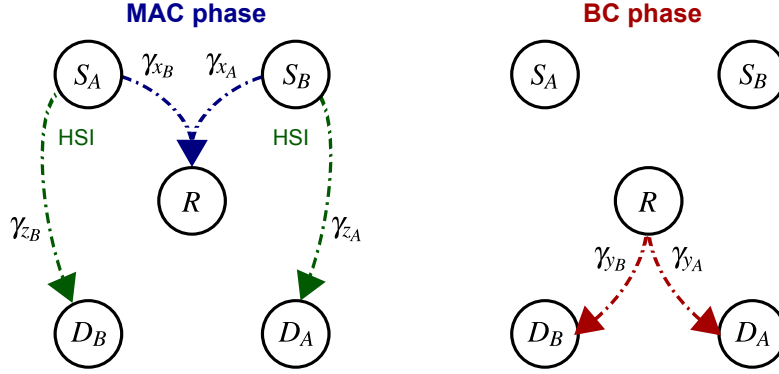 MAC phase
BC phase
S_A
γ_{x_B}
γ_{x_A}
S_B
S_A
S_B
HSI
HSI
R
R
γ_{z_B}
γ_{z_A}
γ_{y_B}
γ_{y_A}
D_B
D_A
D_B
D_A